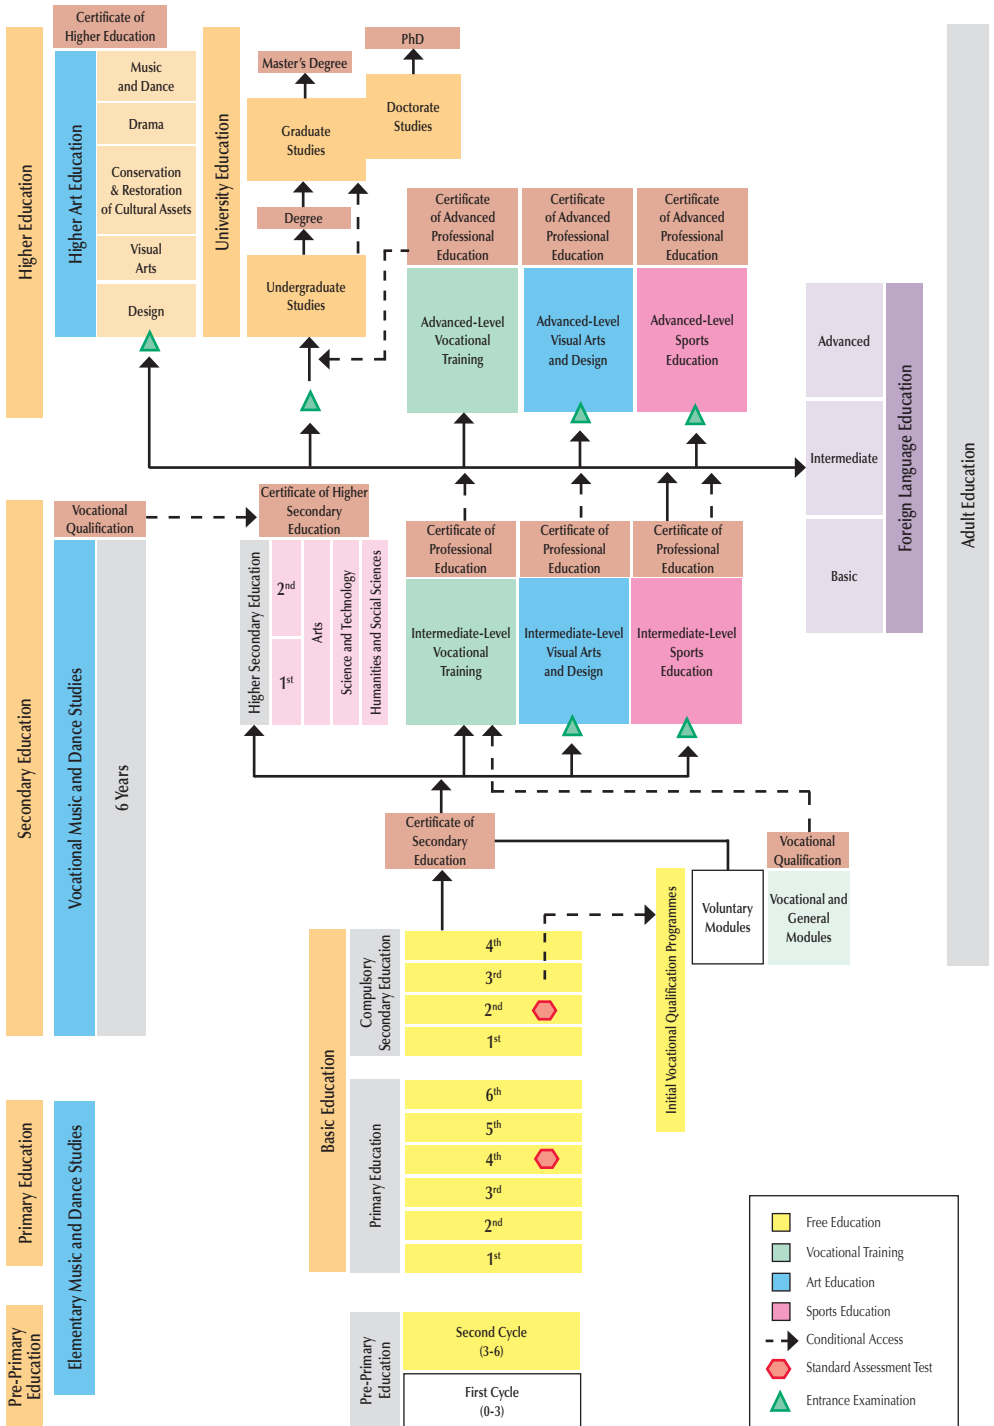 Certificate of
Higher Education
Higher Education
Higher Art Education
Music
and Dance
Drama
Conservation
& Restoration
of Cultural Assets
Visual
Arts
Design
University Education
Master's Degree
PhD
Graduate
Studies
Doctorate
Studies
Degree
Undergraduate
Studies
Certificate
of Advanced
Professional
Education
Certificate
of Advanced
Professional
Education
Certificate
of Advanced
Professional
Education
Advanced-Level
Vocational
Training
Advanced-Level
Visual Arts
and Design
Advanced-Level
Sports
Education
Advanced
Intermediate
Basic
Foreign Language Education
Adult Education
Secondary Education
Vocational
Qualification
Vocational Music and Dance Studies
6 Years
Certificate of Higher
Secondary
Education
Higher Secondary Education
2nd
1st
Arts
Science and Technology
Humanities and Social Sciences
Certificate of
Professional
Education
Certificate of
Professional
Education
Certificate of
Professional
Education
Intermediate-Level
Vocational
Training
Intermediate-Level
Visual Arts
and Design
Intermediate-Level
Sports
Education
Certificate of
Secondary
Education
Initial Vocational Qualification Programmes
Voluntary
Modules
Vocational
Qualification
Vocational and
General
Modules
Basic Education
Compulsory
Secondary Education
4th
3rd
2nd
1st
Primary Education
6th
5th
4th
3rd
2nd
1st
Primary Education
Elementary Music and Dance Studies
Pre-Primary
Education
Pre-Primary
Education
Second Cycle
(3-6)
First Cycle
(0-3)
Free Education
Vocational Training
Art Education
Sports Education
Conditional Access
Standard Assessment Test
Entrance Examination